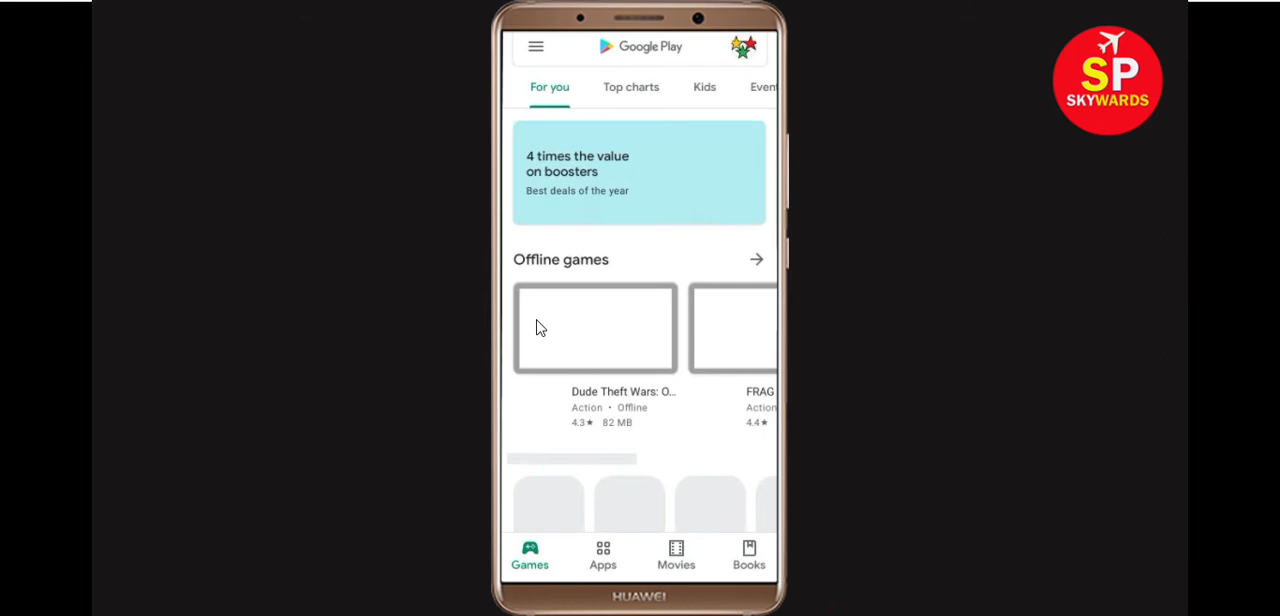 Google Play
For you Top charts Kids Even
4 times the value
on boosters
Best deals of the year
Offline games
Dude Theft Wars: O... FRAG
Action • Offline Action
4.3★ 82 MB 4.4★
Games Apps Movies Books
HUAWEI
SP
SKYWARDS